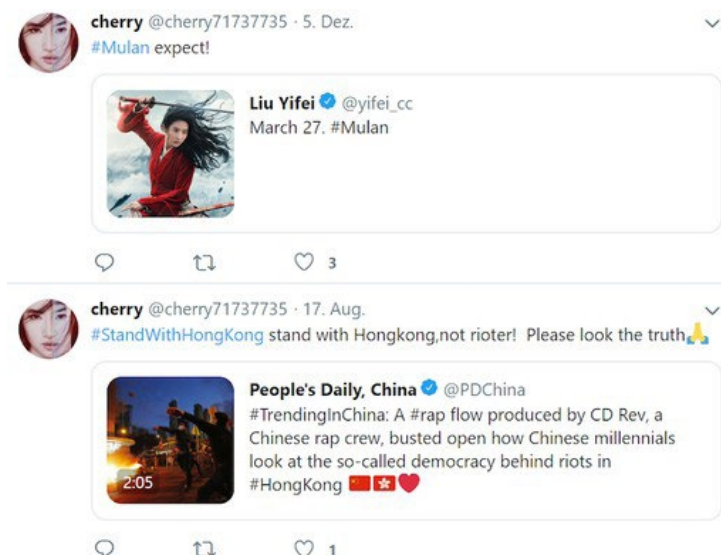 cherry @cherry71737735 · 5. Dez.
#Mulan expect!
Liu Yifei @yifei_cc
March 27. #Mulan
3
cherry @cherry71737735 · 17. Aug.
#StandWithHongKong stand with Hongkong,not rioter! Please look the truth🙏
People's Daily, China @PDChina
#TrendingInChina: A #rap flow produced by CD Rev, a
Chinese rap crew, busted open how Chinese millennials
look at the so-called democracy behind riots in
#HongKong 🇨🇳🇭🇰❤️
2:05
1